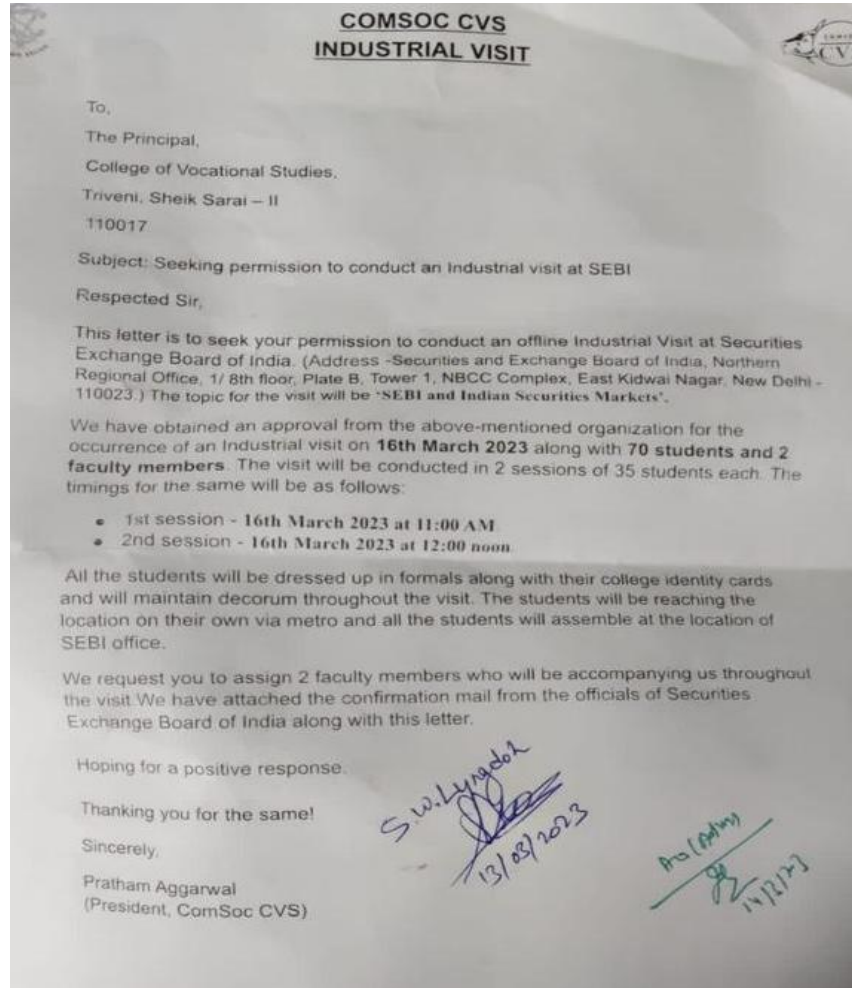 COMSOC CVS
INDUSTRIAL VISIT
To,
The Principal,
College of Vocational Studies,
Triveni, Sheik Sarai – II
110017
Subject: Seeking permission to conduct an Industrial visit at SEBI
Respected Sir,
This letter is to seek your permission to conduct an offline Industrial Visit at Securities
Exchange Board of India. (Address -Securities and Exchange Board of India, Northern
Regional Office, 1/ 8th floor, Plate B, Tower 1, NBCC Complex, East Kidwai Nagar, New Delhi -
110023.) The topic for the visit will be ‘SEBI and Indian Securities Markets’.
We have obtained an approval from the above-mentioned organization for the
occurrence of an Industrial visit on 16th March 2023 along with 70 students and 2
faculty members. The visit will be conducted in 2 sessions of 35 students each. The
timings for the same will be as follows:
• 1st session - 16th March 2023 at 11:00 AM.
• 2nd session - 16th March 2023 at 12:00 noon.
All the students will be dressed up in formals along with their college identity cards
and will maintain decorum throughout the visit. The students will be reaching the
location on their own via metro and all the students will assemble at the location of
SEBI office.
We request you to assign 2 faculty members who will be accompanying us throughout
the visit.We have attached the confirmation mail from the officials of Securities
Exchange Board of India along with this letter.
Hoping for a positive response.
Thanking you for the same!
Sincerely,
Pratham Aggarwal
(President, ComSoc CVS)
S.W. Lyngdoh
13/03/2023
14/3/23